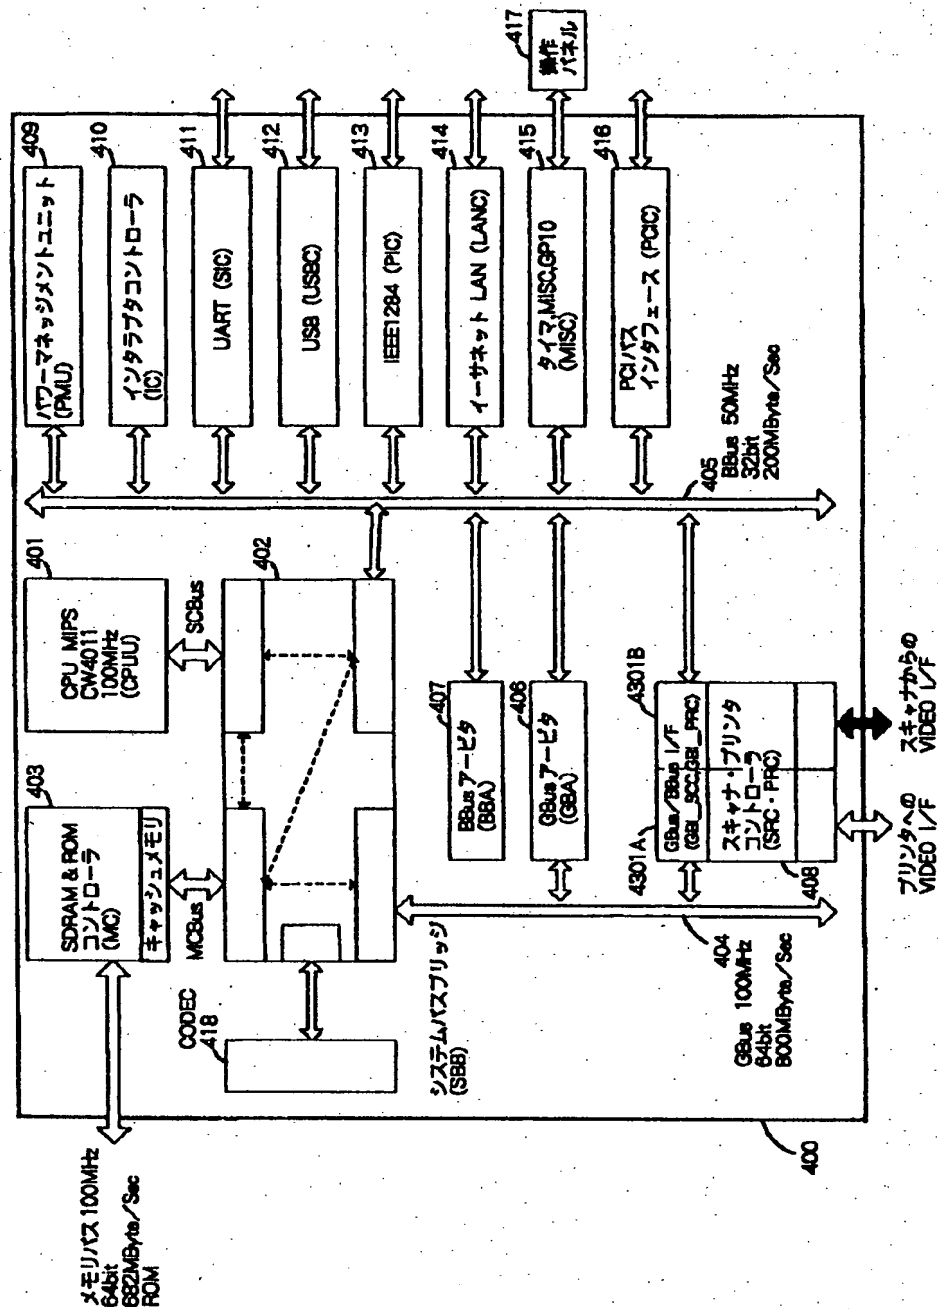 メモリバス 100MHz
64bit
682MByte/Sec
ROM
403
SDRAM & ROM
コントローラ
(MC)
キャッシュメモリ
MCBus
401
CPU MIPS
CW4011
100MHz
(CPUU)
SCBus
402
CODEC
418
システムバスブリッジ
(SBB)
409
パワーマネッジメントユニット
(PMU)
410
インタラプタコントローラ
(IC)
411
UART (SIC)
412
USB (USBC)
413
IEEE1284 (PIC)
414
イーサネット LAN (LANC)
415
タイマ,MISC,GP10
(MISC)
416
PCIバス
インタフェース (PCIC)
417
操作
パネル
405
BBus 50MHz
32bit
200MByte/Sec
407
BBus アービタ
(BBA)
406
GBus アービタ
(GBA)
4301A
4301B
GBus/BBus I/F
(GBI_SCC,GBI_PRC)
スキャナ・プリンタ
コントローラ
(SRC・PRC)
408
404
GBus 100MHz
64bit
800MByte/Sec
400
プリンタへの
VIDEO I/F
スキャナからの
VIDEO I/F